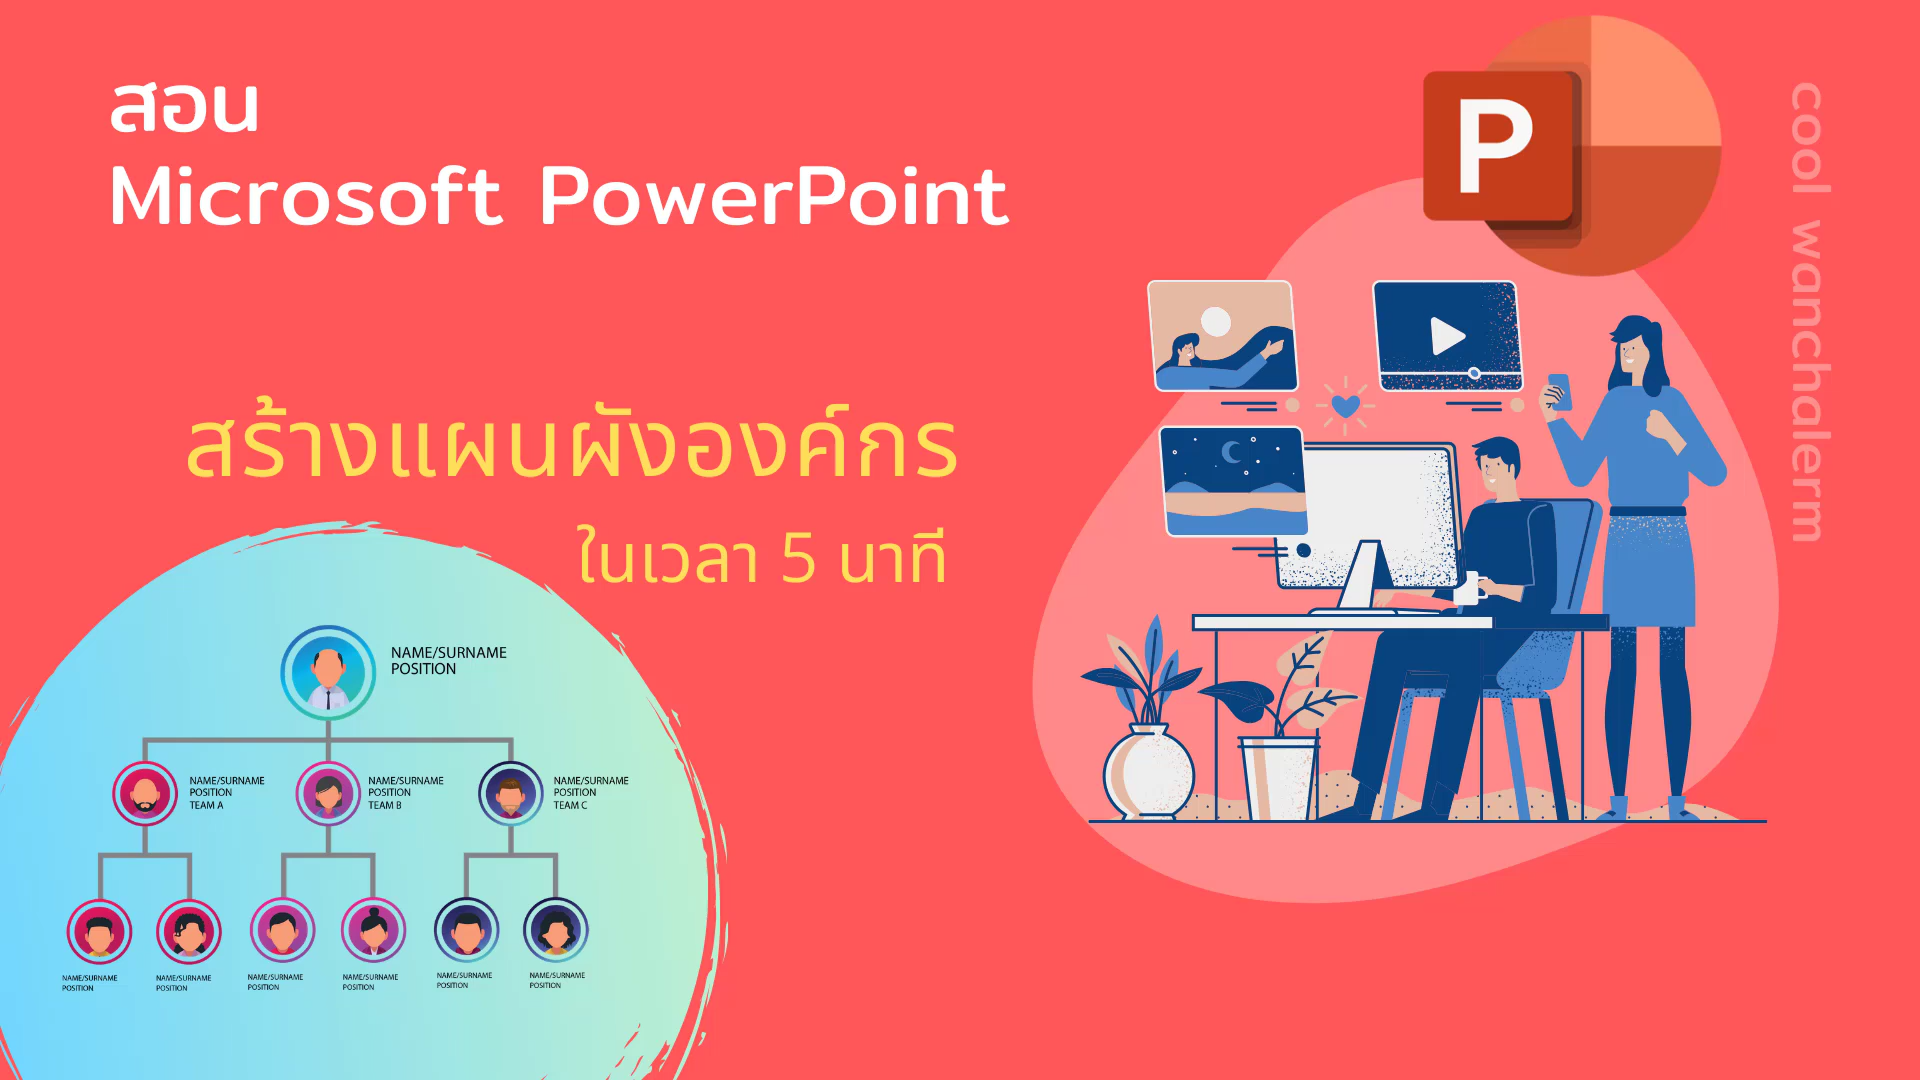 สอน
Microsoft PowerPoint
P
cool wanchalerm
สร้างแผนผังองค์กร
ในเวลา 5 นาที
NAME/SURNAME
POSITION
NAME/SURNAME
POSITION
TEAM A
NAME/SURNAME
POSITION
TEAM B
NAME/SURNAME
POSITION
TEAM C
NAME/SURNAME
POSITION
NAME/SURNAME
POSITION
NAME/SURNAME
POSITION
NAME/SURNAME
POSITION
NAME/SURNAME
POSITION
NAME/SURNAME
POSITION